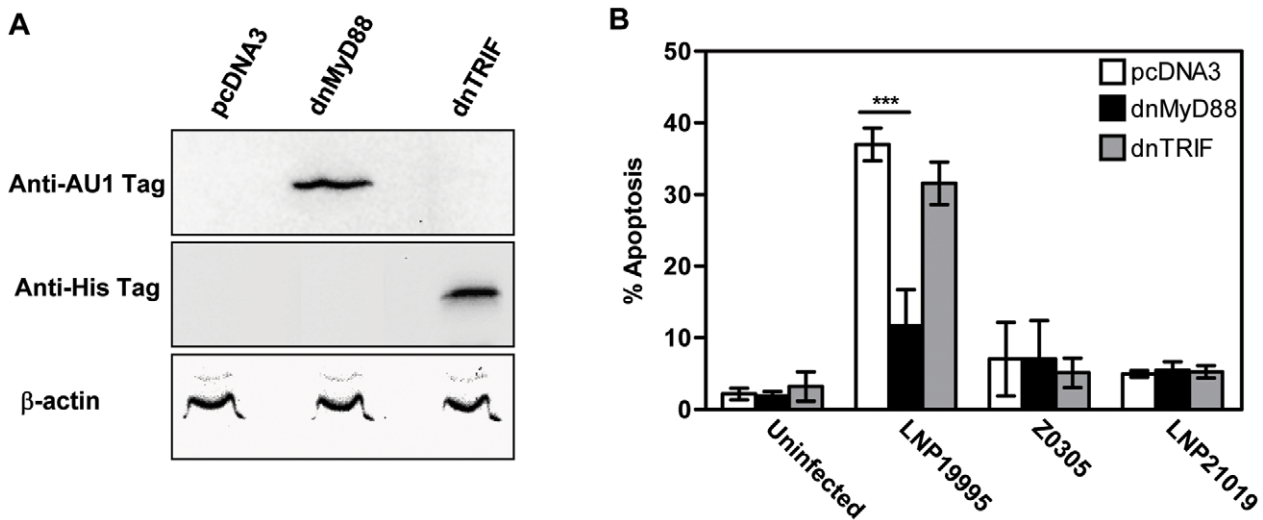 A
pcDNA3
dnMyD88
dnTRIF
Anti-AU1 Tag
Anti-His Tag
β-actin
B
% Apoptosis
50
40
30
20
10
0
***
pcDNA3
dnMyD88
dnTRIF
Uninfected
LNP19995
Z0305
LNP21019